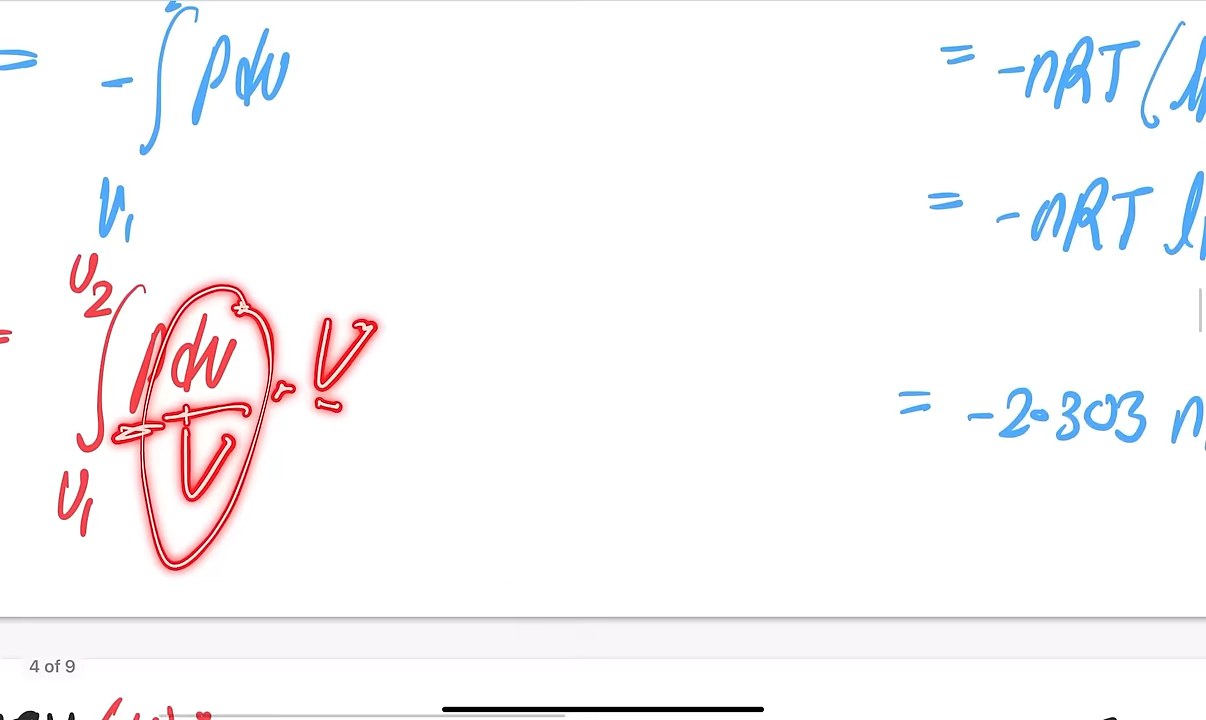 = -∫ PdV
V₁
V₂
= ∫ PdV/V · V
V₁
= -nRT (
= -nRT
= -2.303 n
4 of 9